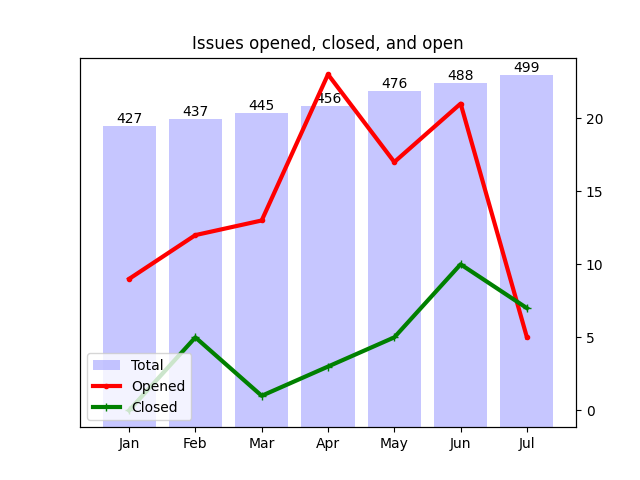 Issues opened, closed, and open
427 437 445 456 476 488 499
20
15
10
5
0
Total
Opened
Closed
Jan Feb Mar Apr May Jun Jul